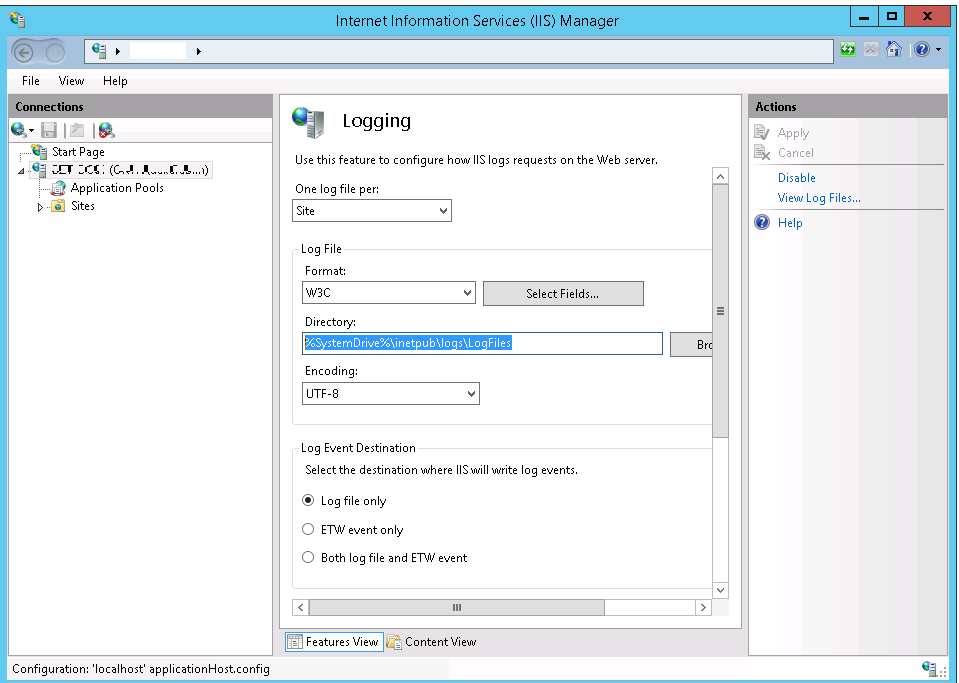 Internet Information Services (IIS) Manager
File View Help
Connections
Start Page
Application Pools
Sites
Logging
Use this feature to configure how IIS logs requests on the Web server.
One log file per:
Site
Log File
Format:
W3C
Select Fields...
Directory:
%SystemDrive%\inetpub\logs\LogFiles
Bro
Encoding:
UTF-8
Log Event Destination
Select the destination where IIS will write log events.
Log file only
ETW event only
Both log file and ETW event
Features View
Content View
Actions
Apply
Cancel
Disable
View Log Files...
Help
Configuration: 'localhost' applicationHost.config